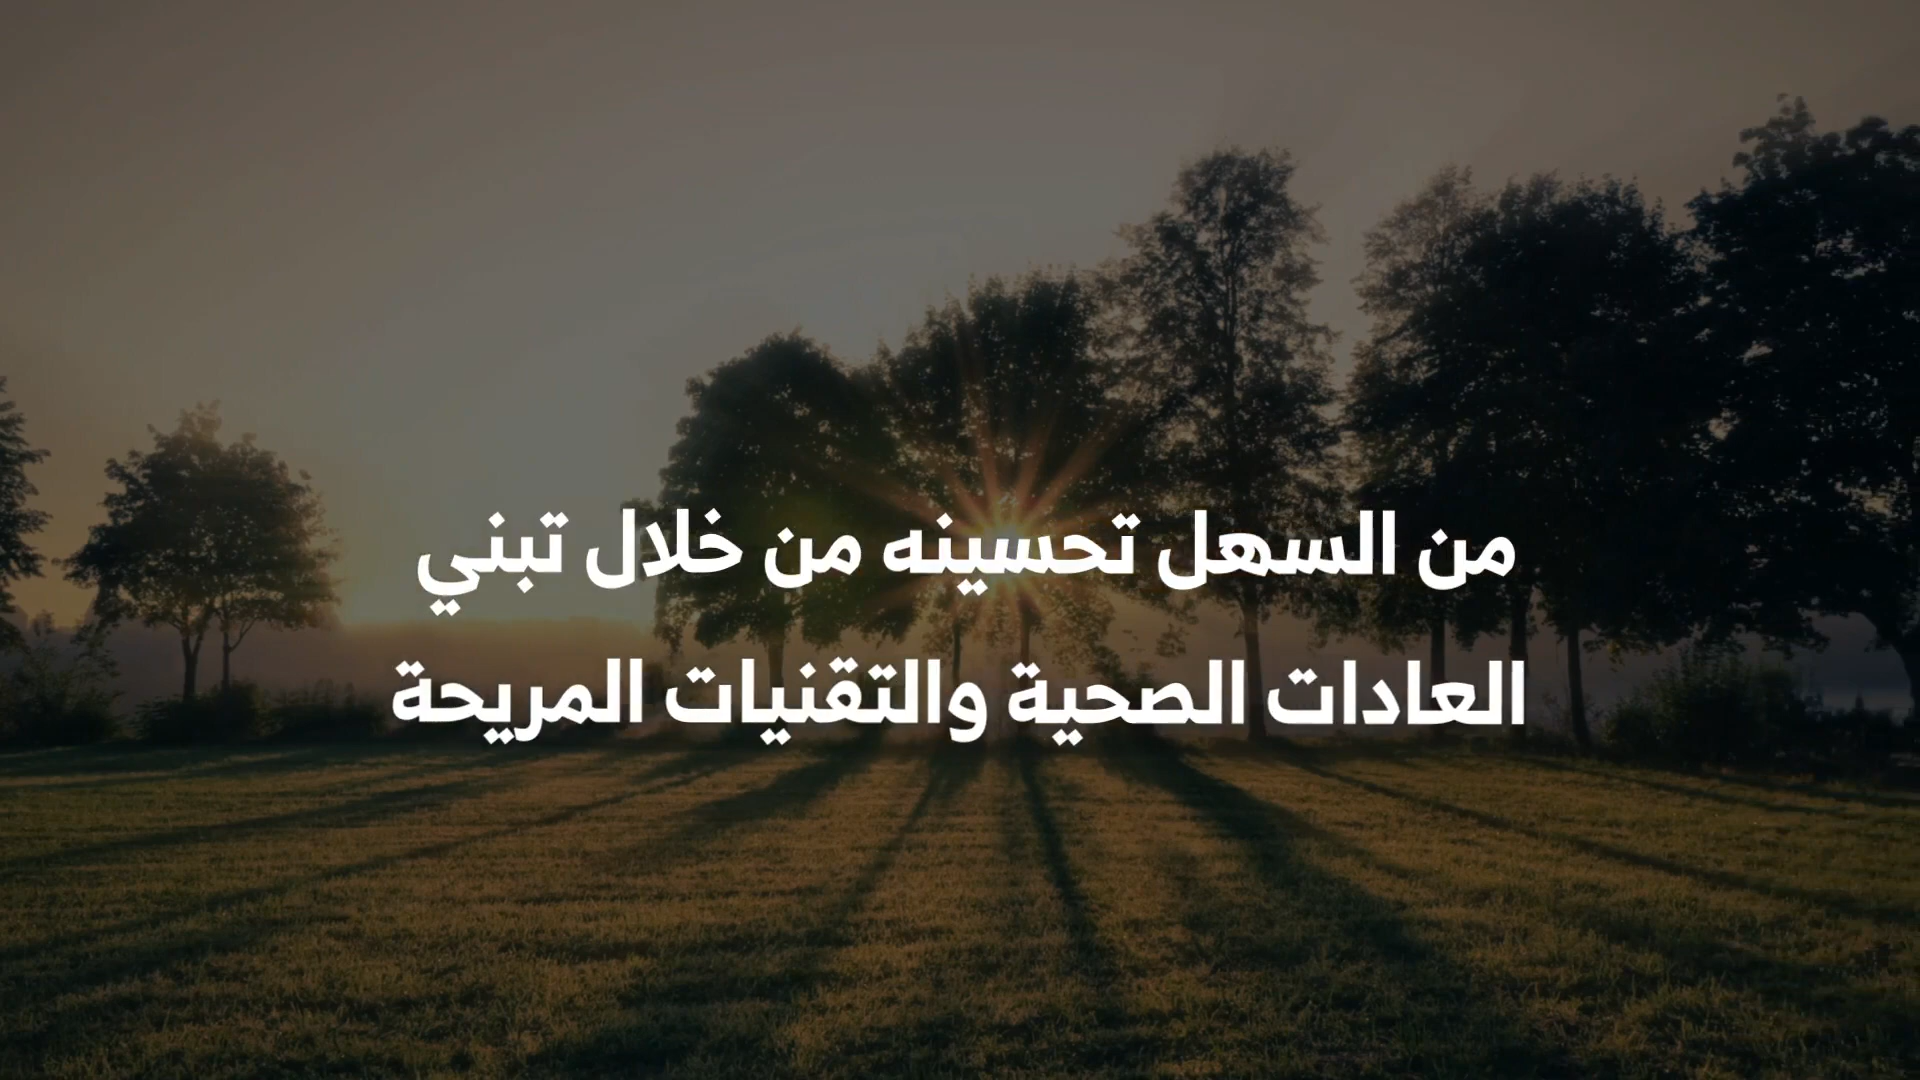 من السهل تحسينه من خلال تبني
العادات الصحية والتقنيات المريحة